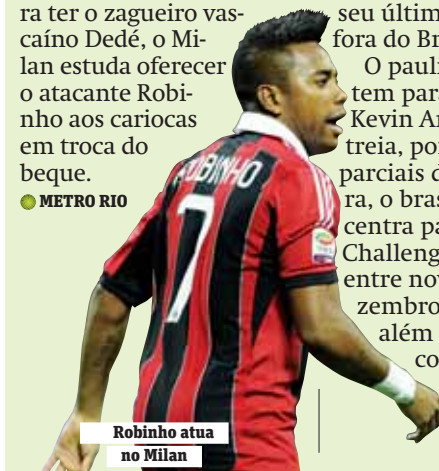 ra ter o zagueiro vas-
caíno Dedé, o Mi-
lan estuda oferecer
o atacante Robi-
nho aos cariocas
em troca do
beque.
METRO RIO
ROBINHO
7
Robinho atua
no Milan
seu últim
fora do Br
O pauli
tem par
Kevin An
treia, po
parciais d
ra, o bras
centra pa
Challeng
entre nov
zembro
além
co